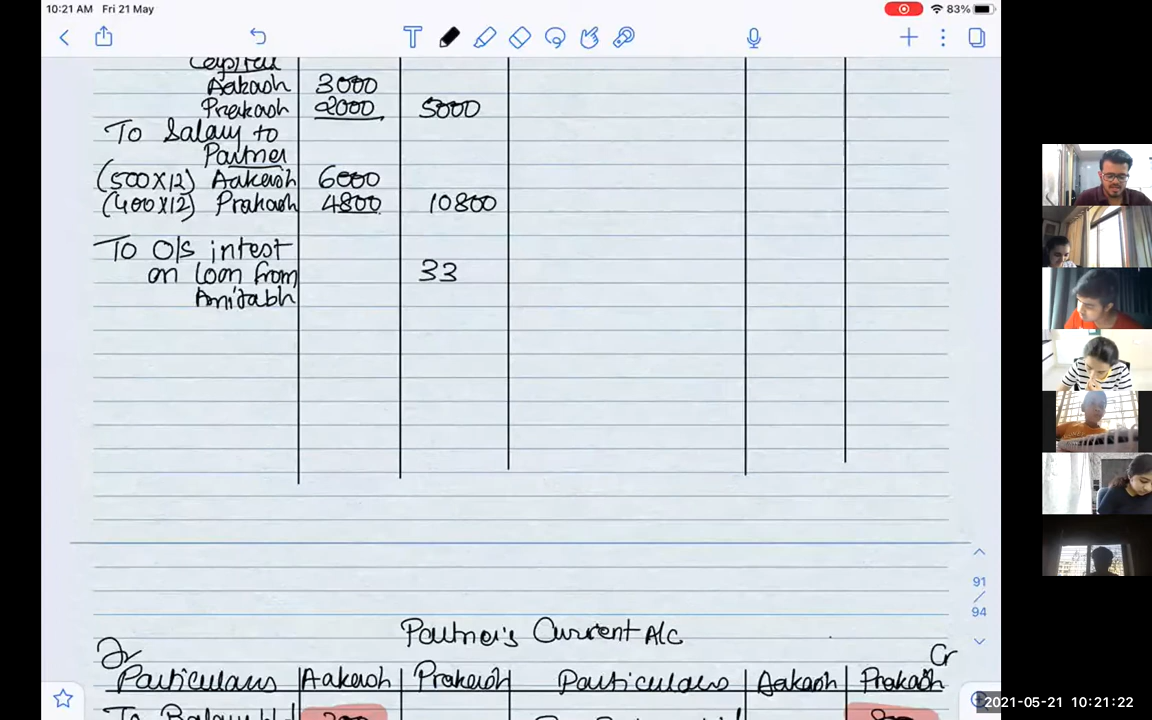 10:21 AM Fri 21 May
83%
Capital
Aakash 3000
Prakash 2000 5000
To Salary to
Partner
(500X12) Aakash 6000
(400X12) Prakash 4800 10800
To O/S intest
on loan from 33
Amitabh
91
/
94
Partner's Current A/c
Dr Cr
Particulars Aakash Prakash Particulars Aakash Prakash
2021-05-21 10:21:22